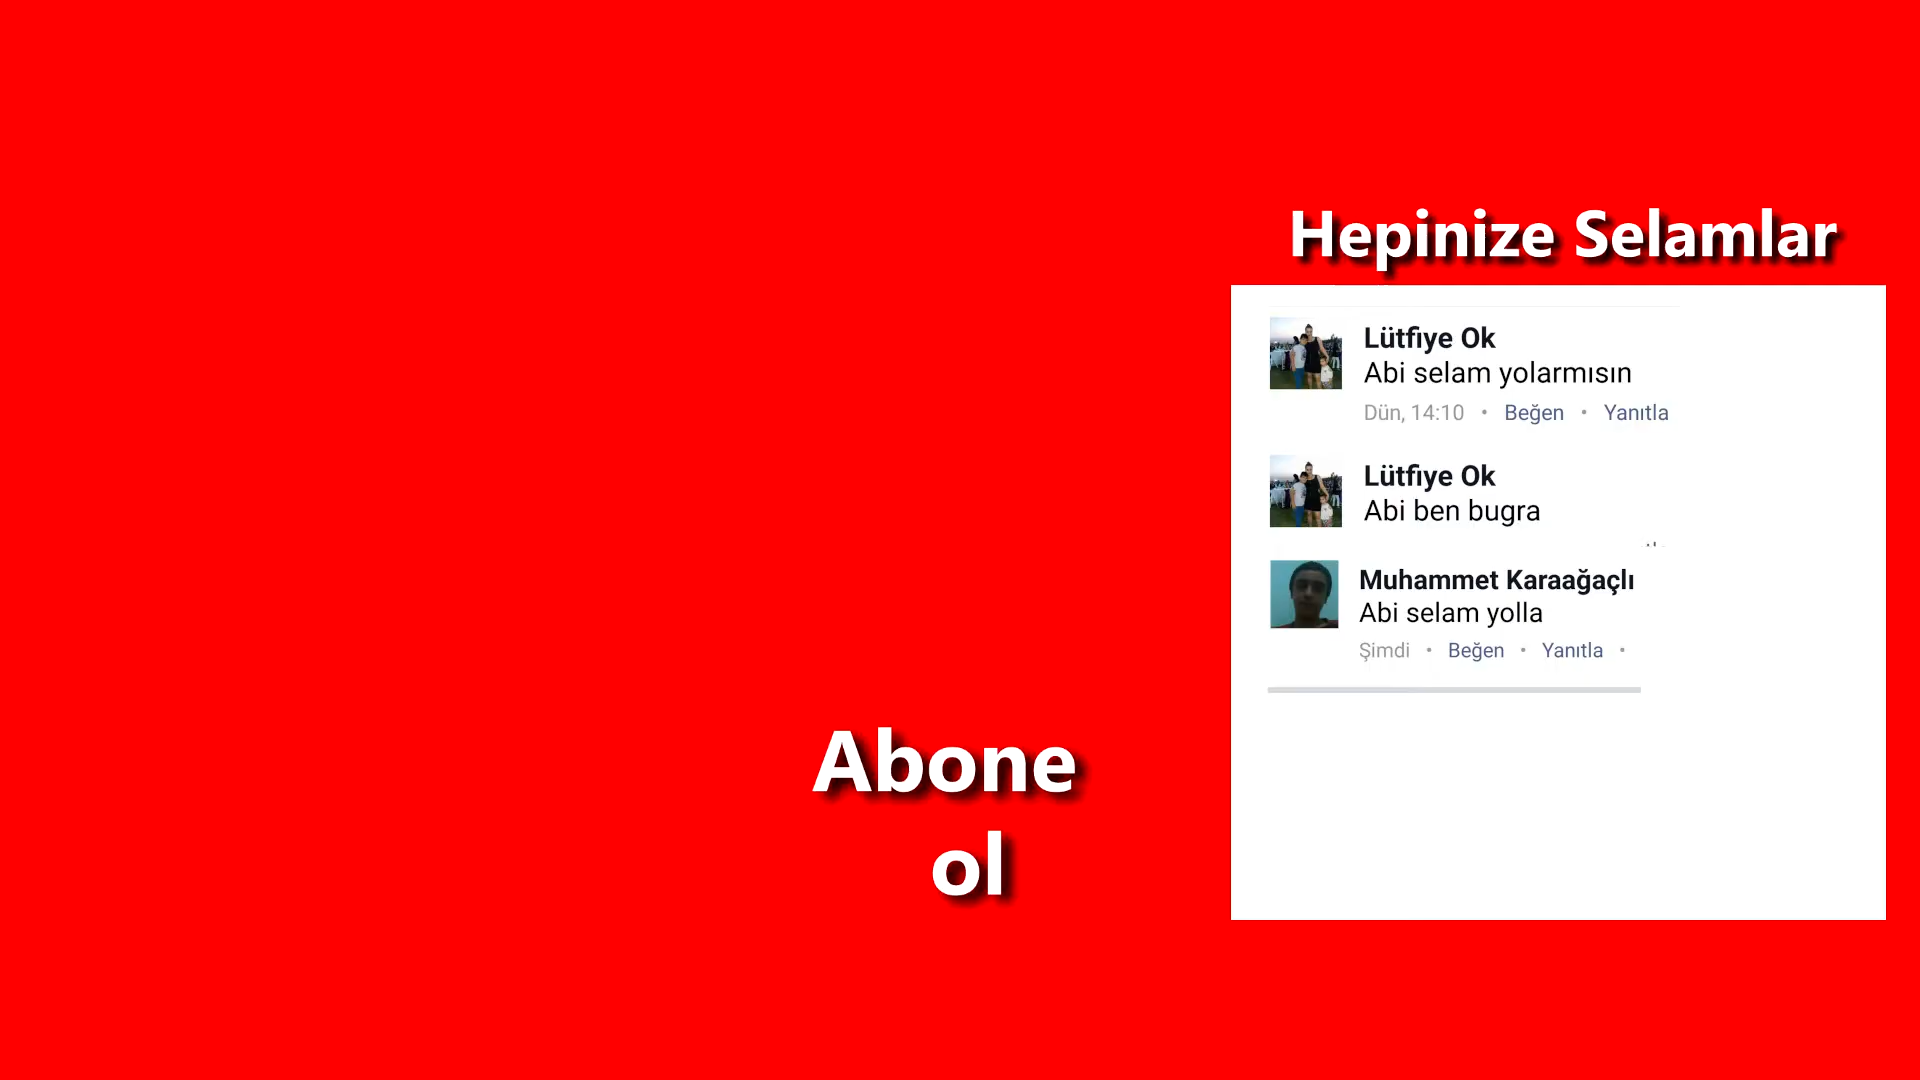 Hepinize Selamlar
Lütfiye Ok
Abi selam yolarmısın
Dün, 14:10 • Beğen • Yanıtla
Lütfiye Ok
Abi ben bugra
Muhammet Karaağaçlı
Abi selam yolla
Şimdi • Beğen • Yanıtla •
Abone
ol